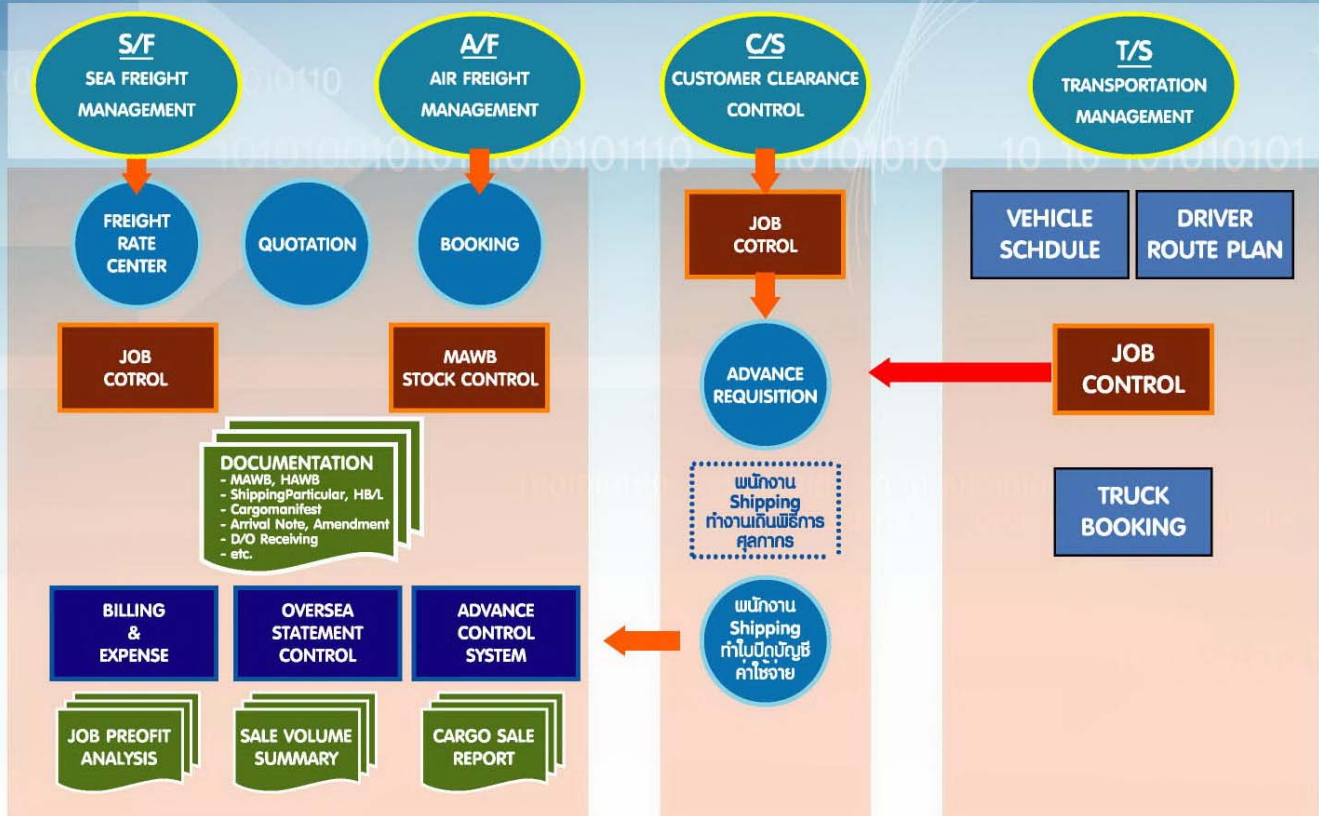 S/F
SEA FREIGHT
MANAGEMENT
A/F
AIR FREIGHT
MANAGEMENT
C/S
CUSTOMER CLEARANCE
CONTROL
T/S
TRANSPORTATION
MANAGEMENT
FREIGHT
RATE
CENTER
QUOTATION
BOOKING
JOB
COTROL
MAWB
STOCK CONTROL
DOCUMENTATION
- MAWB, HAWB
- ShippingParticular, HB/L
- Cargomanifest
- Arrival Note, Amendment
- D/O Receiving
- etc.
BILLING
&
EXPENSE
OVERSEA
STATEMENT
CONTROL
ADVANCE
CONTROL
SYSTEM
JOB PREOFIT
ANALYSIS
SALE VOLUME
SUMMARY
CARGO SALE
REPORT
JOB
COTROL
ADVANCE
REQUISITION
พนักงาน
Shipping
ทำงานเดินพิธีการ
ศุลกากร
พนักงาน
Shipping
ทำใบปิดบัญชี
ค่าใช้จ่าย
VEHICLE
SCHDULE
DRIVER
ROUTE PLAN
JOB
CONTROL
TRUCK
BOOKING